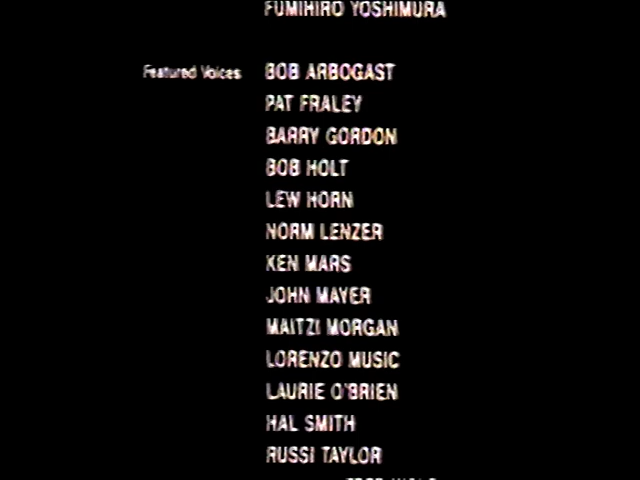 FUMIHIRO YOSHIMURA
Featured Voices BOB ARBOGAST
PAT FRALEY
BARRY GORDON
BOB HOLT
LEW HORN
NORM LENZER
KEN MARS
JOHN MAYER
MAITZI MORGAN
LORENZO MUSIC
LAURIE O'BRIEN
HAL SMITH
RUSSI TAYLOR